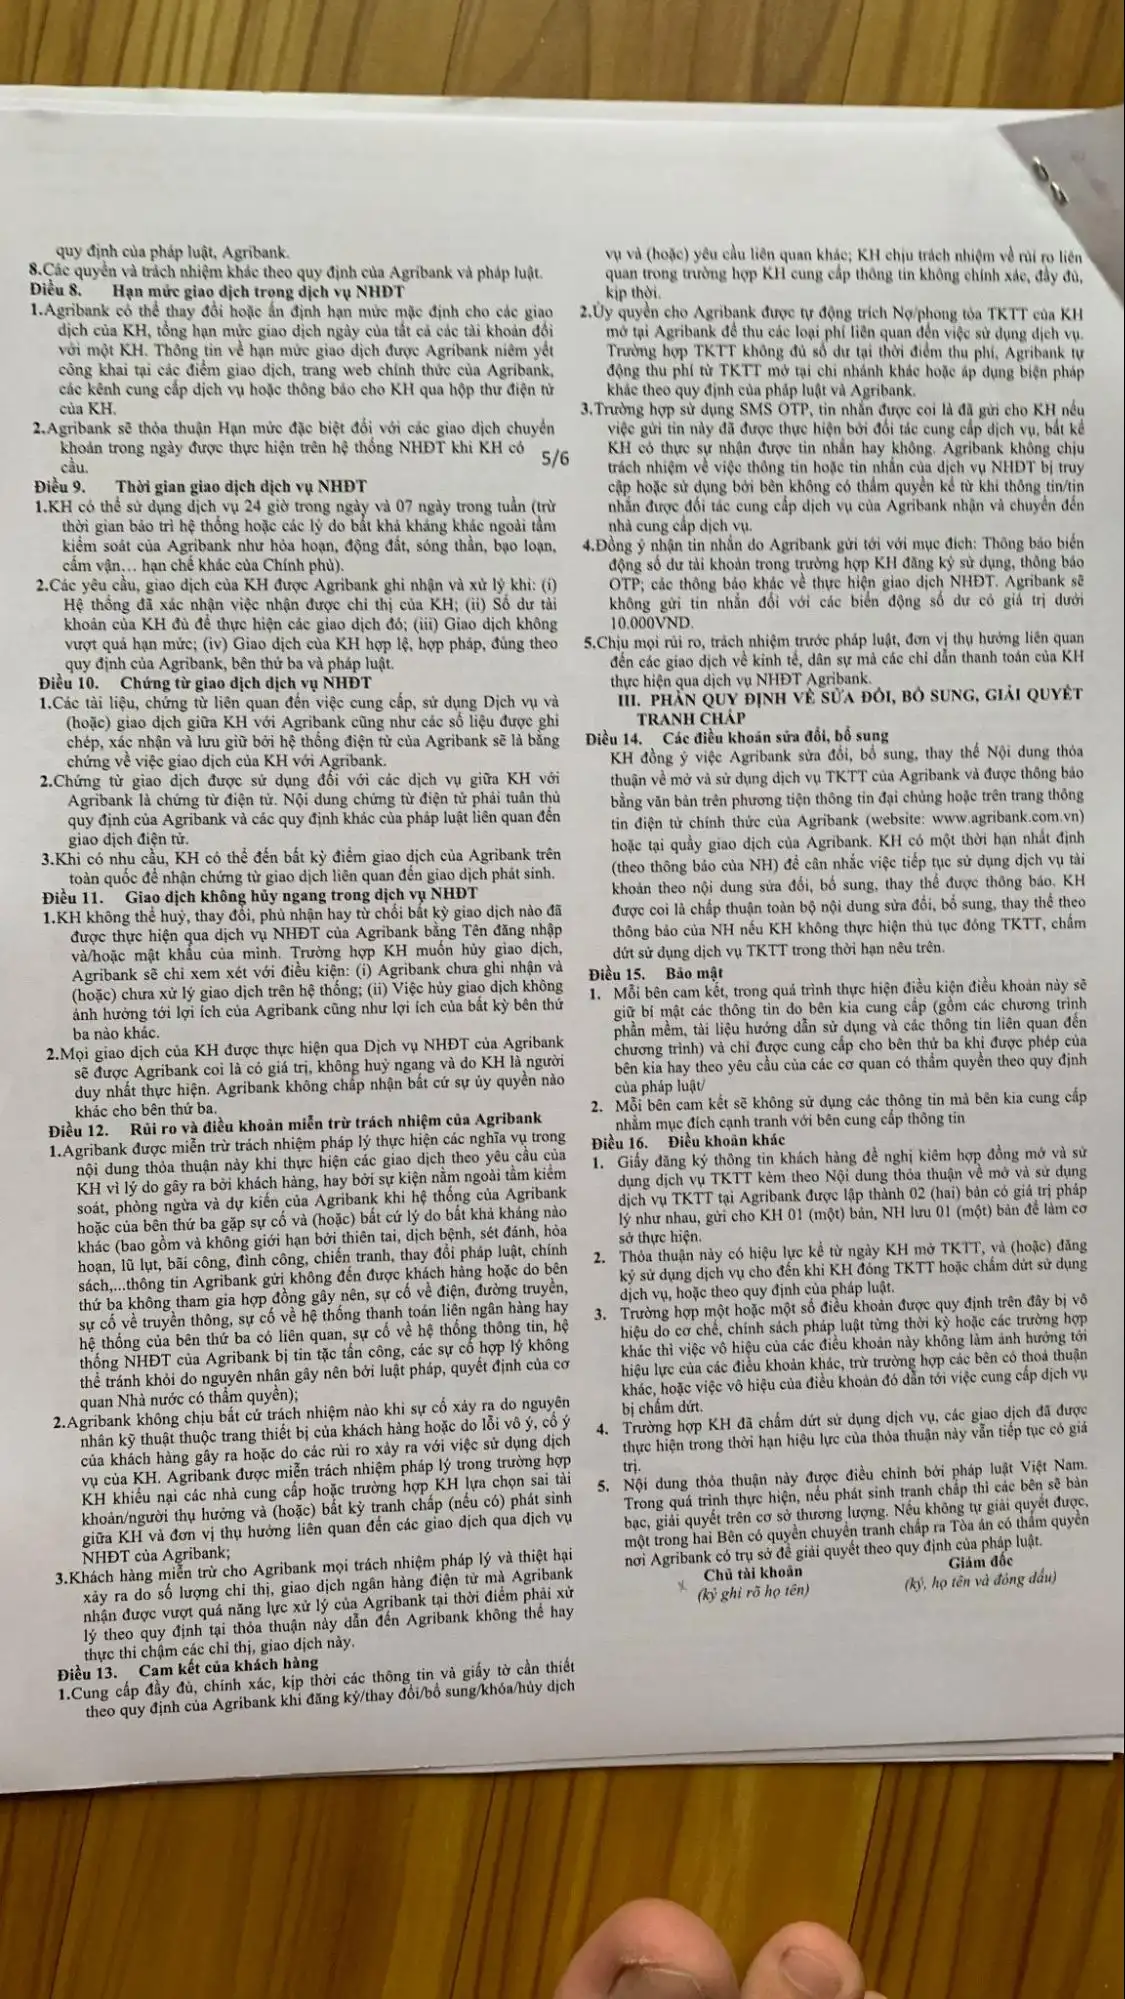 quy định của pháp luật, Agribank.
8.Các quyền và trách nhiệm khác theo quy định của Agribank và pháp luật.
Điều 8. Hạn mức giao dịch trong dịch vụ NHĐT
1.Agribank có thể thay đổi hoặc ấn định hạn mức mặc định cho các giao
dịch của KH, tổng hạn mức giao dịch ngày của tất cả các tài khoản đối
với một KH. Thông tin về hạn mức giao dịch được Agribank niêm yết
công khai tại các điểm giao dịch, trang web chính thức của Agribank,
các kênh cung cấp dịch vụ hoặc thông báo cho KH qua hộp thư điện tử
của KH.
2.Agribank sẽ thỏa thuận Hạn mức đặc biệt đối với các giao dịch chuyển
khoản trong ngày được thực hiện trên hệ thống NHĐT khi KH có
cầu.
5/6
Điều 9. Thời gian giao dịch dịch vụ NHĐT
1.KH có thể sử dụng dịch vụ 24 giờ trong ngày và 07 ngày trong tuần (trừ
thời gian bảo trì hệ thống hoặc các lý do bất khả kháng khác ngoài tầm
kiểm soát của Agribank như hỏa hoạn, động đất, sóng thần, bạo loạn,
cấm vận… hạn chế khác của Chính phủ).
2.Các yêu cầu, giao dịch của KH được Agribank ghi nhận và xử lý khi: (i)
Hệ thống đã xác nhận việc nhận được chỉ thị của KH; (ii) Số dư tài
khoản của KH đủ để thực hiện các giao dịch đó; (iii) Giao dịch không
vượt quá hạn mức; (iv) Giao dịch của KH hợp lệ, hợp pháp, đúng theo
quy định của Agribank, bên thứ ba và pháp luật.
Điều 10. Chứng từ giao dịch dịch vụ NHĐT
1.Các tài liệu, chứng từ liên quan đến việc cung cấp, sử dụng Dịch vụ và
(hoặc) giao dịch giữa KH với Agribank cũng như các số liệu được ghi
chép, xác nhận và lưu giữ bởi hệ thống điện tử của Agribank sẽ là bằng
chứng về việc giao dịch của KH với Agribank.
2.Chứng từ giao dịch được sử dụng đối với các dịch vụ giữa KH với
Agribank là chứng từ điện tử. Nội dung chứng từ điện tử phải tuân thủ
quy định của Agribank và các quy định khác của pháp luật liên quan đến
giao dịch điện tử.
3.Khi có nhu cầu, KH có thể đến bất kỳ điểm giao dịch của Agribank trên
toàn quốc để nhận chứng từ giao dịch liên quan đến giao dịch phát sinh.
Điều 11. Giao dịch không hủy ngang trong dịch vụ NHĐT
1.KH không thể huỷ, thay đổi, phủ nhận hay từ chối bất kỳ giao dịch nào đã
được thực hiện qua dịch vụ NHĐT của Agribank bằng Tên đăng nhập
và/hoặc mật khẩu của mình. Trường hợp KH muốn hủy giao dịch,
Agribank sẽ chỉ xem xét với điều kiện: (i) Agribank chưa ghi nhận và
(hoặc) chưa xử lý giao dịch trên hệ thống; (ii) Việc hủy giao dịch không
ảnh hưởng tới lợi ích của Agribank cũng như lợi ích của bất kỳ bên thứ
ba nào khác.
2.Mọi giao dịch của KH được thực hiện qua Dịch vụ NHĐT của Agribank
sẽ được Agribank coi là có giá trị, không huỷ ngang và do KH là người
duy nhất thực hiện. Agribank không chấp nhận bất cứ sự ủy quyền nào
khác cho bên thứ ba.
Điều 12. Rủi ro và điều khoản miễn trừ trách nhiệm của Agribank
1.Agribank được miễn trừ trách nhiệm pháp lý thực hiện các nghĩa vụ trong
nội dung thỏa thuận này khi thực hiện các giao dịch theo yêu cầu của
KH vì lý do gây ra bởi khách hàng, hay bởi sự kiện nằm ngoài tầm kiểm
soát, phòng ngừa và dự kiến của Agribank khi hệ thống của Agribank
hoặc của bên thứ ba gặp sự cố và (hoặc) bất cứ lý do bất khả kháng nào
khác (bao gồm và không giới hạn bởi thiên tai, dịch bệnh, sét đánh, hỏa
hoạn, lũ lụt, bãi công, đình công, chiến tranh, thay đổi pháp luật, chính
sách,...thông tin Agribank gửi không đến được khách hàng hoặc do bên
thứ ba không tham gia hợp đồng gây nên, sự cố về điện, đường truyền,
sự cố về truyền thông, sự cố về hệ thống thanh toán liên ngân hàng hay
hệ thống của bên thứ ba có liên quan, sự cố về hệ thống thông tin, hệ
thống NHĐT của Agribank bị tin tặc tấn công, các sự cố hợp lý không
thể tránh khỏi do nguyên nhân gây nên bởi luật pháp, quyết định của cơ
quan Nhà nước có thẩm quyền);
2.Agribank không chịu bất cứ trách nhiệm nào khi sự cố xảy ra do nguyên
nhân kỹ thuật thuộc trang thiết bị của khách hàng hoặc do lỗi vô ý, cố ý
của khách hàng gây ra hoặc do các rủi ro xảy ra với việc sử dụng dịch
vụ của KH. Agribank được miễn trách nhiệm pháp lý trong trường hợp
KH khiếu nại các nhà cung cấp hoặc trường hợp KH lựa chọn sai tài
khoản/người thụ hưởng và (hoặc) bất kỳ tranh chấp (nếu có) phát sinh
giữa KH và đơn vị thụ hưởng liên quan đến các giao dịch qua dịch vụ
NHĐT của Agribank;
3.Khách hàng miễn trừ cho Agribank mọi trách nhiệm pháp lý và thiệt hại
xảy ra do số lượng chỉ thị, giao dịch ngân hàng điện tử mà Agribank
nhận được vượt quá năng lực xử lý của Agribank tại thời điểm phải xử
lý theo quy định tại thỏa thuận này dẫn đến Agribank không thể hay
thực thi chậm các chỉ thị, giao dịch này.
Điều 13. Cam kết của khách hàng
1.Cung cấp đầy đủ, chính xác, kịp thời các thông tin và giấy tờ cần thiết
theo quy định của Agribank khi đăng ký/thay đổi/bổ sung/khóa/hủy dịch
vụ và (hoặc) yêu cầu liên quan khác; KH chịu trách nhiệm về rủi ro liên
quan trong trường hợp KH cung cấp thông tin không chính xác, đầy đủ,
kịp thời.
2.Ủy quyền cho Agribank được tự động trích Nợ/phong tỏa TKTT của KH
mở tại Agribank để thu các loại phí liên quan đến việc sử dụng dịch vụ.
Trường hợp TKTT không đủ số dư tại thời điểm thu phí, Agribank tự
động thu phí từ TKTT mở tại chi nhánh khác hoặc áp dụng biện pháp
khác theo quy định của pháp luật và Agribank.
3.Trường hợp sử dụng SMS OTP, tin nhắn được coi là đã gửi cho KH nếu
việc gửi tin này đã được thực hiện bởi đối tác cung cấp dịch vụ, bất kể
KH có thực sự nhận được tin nhắn hay không. Agribank không chịu
trách nhiệm về việc thông tin hoặc tin nhắn của dịch vụ NHĐT bị truy
cập hoặc sử dụng bởi bên không có thẩm quyền kể từ khi thông tin/tin
nhắn được đối tác cung cấp dịch vụ của Agribank nhận và chuyển đến
nhà cung cấp dịch vụ.
4.Đồng ý nhận tin nhắn do Agribank gửi tới với mục đích: Thông báo biến
động số dư tài khoản trong trường hợp KH đăng ký sử dụng, thông báo
OTP; các thông báo khác về thực hiện giao dịch NHĐT. Agribank sẽ
không gửi tin nhắn đối với các biến động số dư có giá trị dưới
10.000VND.
5.Chịu mọi rủi ro, trách nhiệm trước pháp luật, đơn vị thụ hưởng liên quan
đến các giao dịch về kinh tế, dân sự mà các chỉ dẫn thanh toán của KH
thực hiện qua dịch vụ NHĐT Agribank.
III. PHẦN QUY ĐỊNH VỀ SỬA ĐỔI, BỔ SUNG, GIẢI QUYẾT
TRANH CHẤP
Điều 14. Các điều khoản sửa đổi, bổ sung
KH đồng ý việc Agribank sửa đổi, bổ sung, thay thế Nội dung thỏa
thuận về mở và sử dụng dịch vụ TKTT của Agribank và được thông báo
bằng văn bản trên phương tiện thông tin đại chúng hoặc trên trang thông
tin điện tử chính thức của Agribank (website: www.agribank.com.vn)
hoặc tại quầy giao dịch của Agribank. KH có một thời hạn nhất định
(theo thông báo của NH) để cân nhắc việc tiếp tục sử dụng dịch vụ tài
khoản theo nội dung sửa đổi, bổ sung, thay thế được thông báo. KH
được coi là chấp thuận toàn bộ nội dung sửa đổi, bổ sung, thay thế theo
thông báo của NH nếu KH không thực hiện thủ tục đóng TKTT, chấm
dứt sử dụng dịch vụ TKTT trong thời hạn nêu trên.
Điều 15. Bảo mật
1. Mỗi bên cam kết, trong quá trình thực hiện điều kiện điều khoản này sẽ
giữ bí mật các thông tin do bên kia cung cấp (gồm các chương trình
phần mềm, tài liệu hướng dẫn sử dụng và các thông tin liên quan đến
chương trình) và chỉ được cung cấp cho bên thứ ba khi được phép của
bên kia hay theo yêu cầu của các cơ quan có thẩm quyền theo quy định
của pháp luật/
2. Mỗi bên cam kết sẽ không sử dụng các thông tin mà bên kia cung cấp
nhằm mục đích cạnh tranh với bên cung cấp thông tin
Điều 16. Điều khoản khác
1. Giấy đăng ký thông tin khách hàng đề nghị kiêm hợp đồng mở và sử
dụng dịch vụ TKTT kèm theo Nội dung thỏa thuận về mở và sử dụng
dịch vụ TKTT tại Agribank được lập thành 02 (hai) bản có giá trị pháp
lý như nhau, gửi cho KH 01 (một) bản, NH lưu 01 (một) bản để làm cơ
sở thực hiện.
2. Thỏa thuận này có hiệu lực kể từ ngày KH mở TKTT, và (hoặc) đăng
ký sử dụng dịch vụ cho đến khi KH đóng TKTT hoặc chấm dứt sử dụng
dịch vụ, hoặc theo quy định của pháp luật.
3. Trường hợp một hoặc một số điều khoản được quy định trên đây bị vô
hiệu do cơ chế, chính sách pháp luật từng thời kỳ hoặc các trường hợp
khác thì việc vô hiệu của các điều khoản này không làm ảnh hưởng tới
hiệu lực của các điều khoản khác, trừ trường hợp các bên có thoả thuận
khác, hoặc việc vô hiệu của điều khoản đó dẫn tới việc cung cấp dịch vụ
bị chấm dứt.
4. Trường hợp KH đã chấm dứt sử dụng dịch vụ, các giao dịch đã được
thực hiện trong thời hạn hiệu lực của thỏa thuận này vẫn tiếp tục có giá
trị.
5. Nội dung thỏa thuận này được điều chỉnh bởi pháp luật Việt Nam.
Trong quá trình thực hiện, nếu phát sinh tranh chấp thì các bên sẽ bàn
bạc, giải quyết trên cơ sở thương lượng. Nếu không tự giải quyết được,
một trong hai Bên có quyền chuyển tranh chấp ra Tòa án có thẩm quyền
nơi Agribank có trụ sở để giải quyết theo quy định của pháp luật.
Chủ tài khoản Giám đốc
x (ký ghi rõ họ tên) (ký, họ tên và đóng dấu)